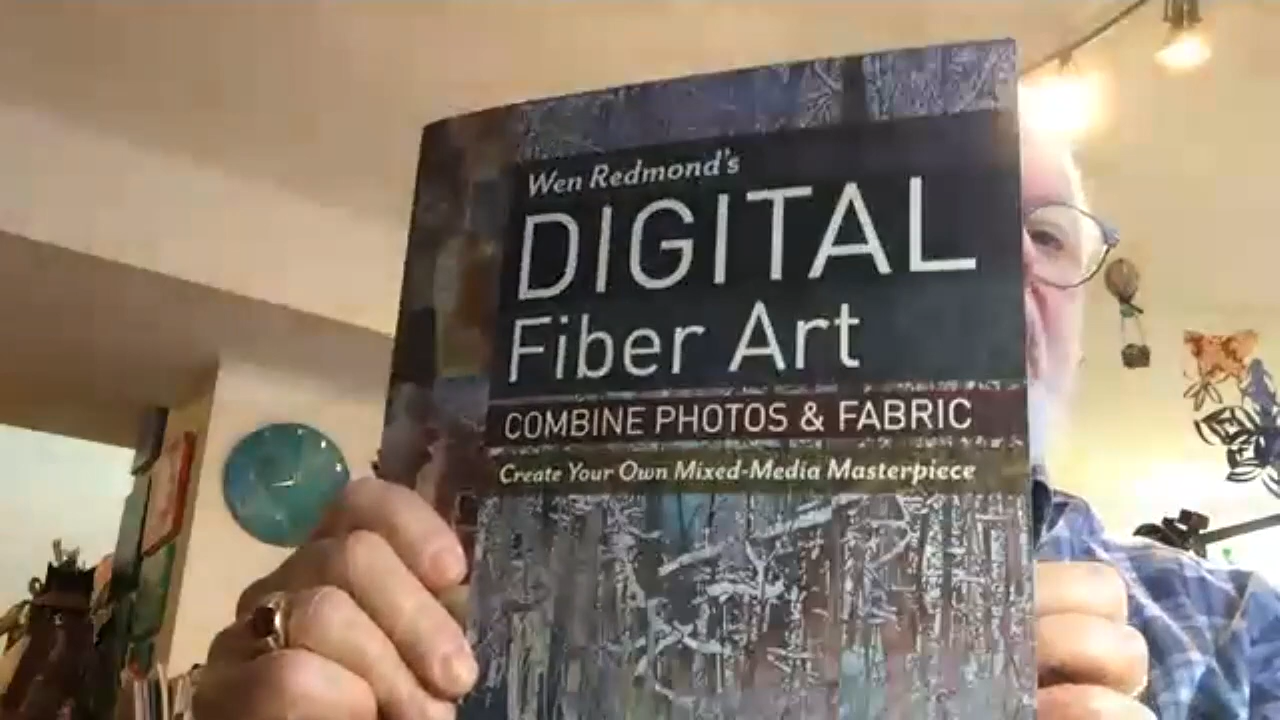 Wen Redmond's
DIGITAL
Fiber Art
COMBINE PHOTOS & FABRIC
Create Your Own Mixed-Media Masterpiece